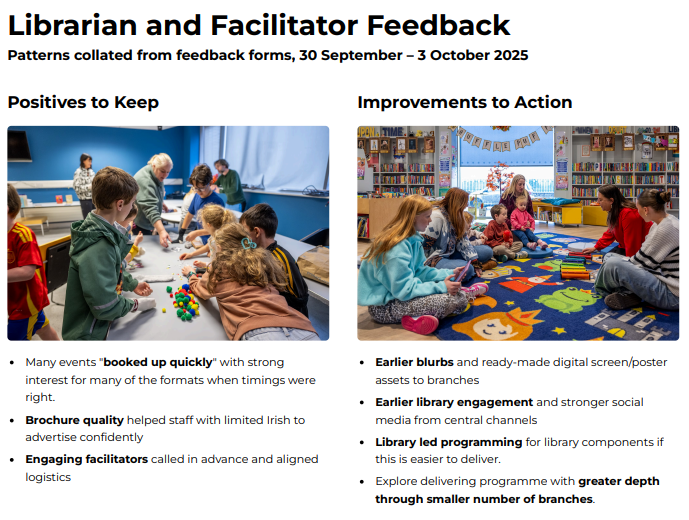 Librarian and Facilitator Feedback
Patterns collated from feedback forms, 30 September – 3 October 2025
Positives to Keep
• Many events "booked up quickly" with strong
interest for many of the formats when timings were
right.
• Brochure quality helped staff with limited Irish to
advertise confidently
• Engaging facilitators called in advance and aligned
logistics
Improvements to Action
• Earlier blurbs and ready-made digital screen/poster
assets to branches
• Earlier library engagement and stronger social
media from central channels
• Library led programming for library components if
this is easier to deliver.
• Explore delivering programme with greater depth
through smaller number of branches.